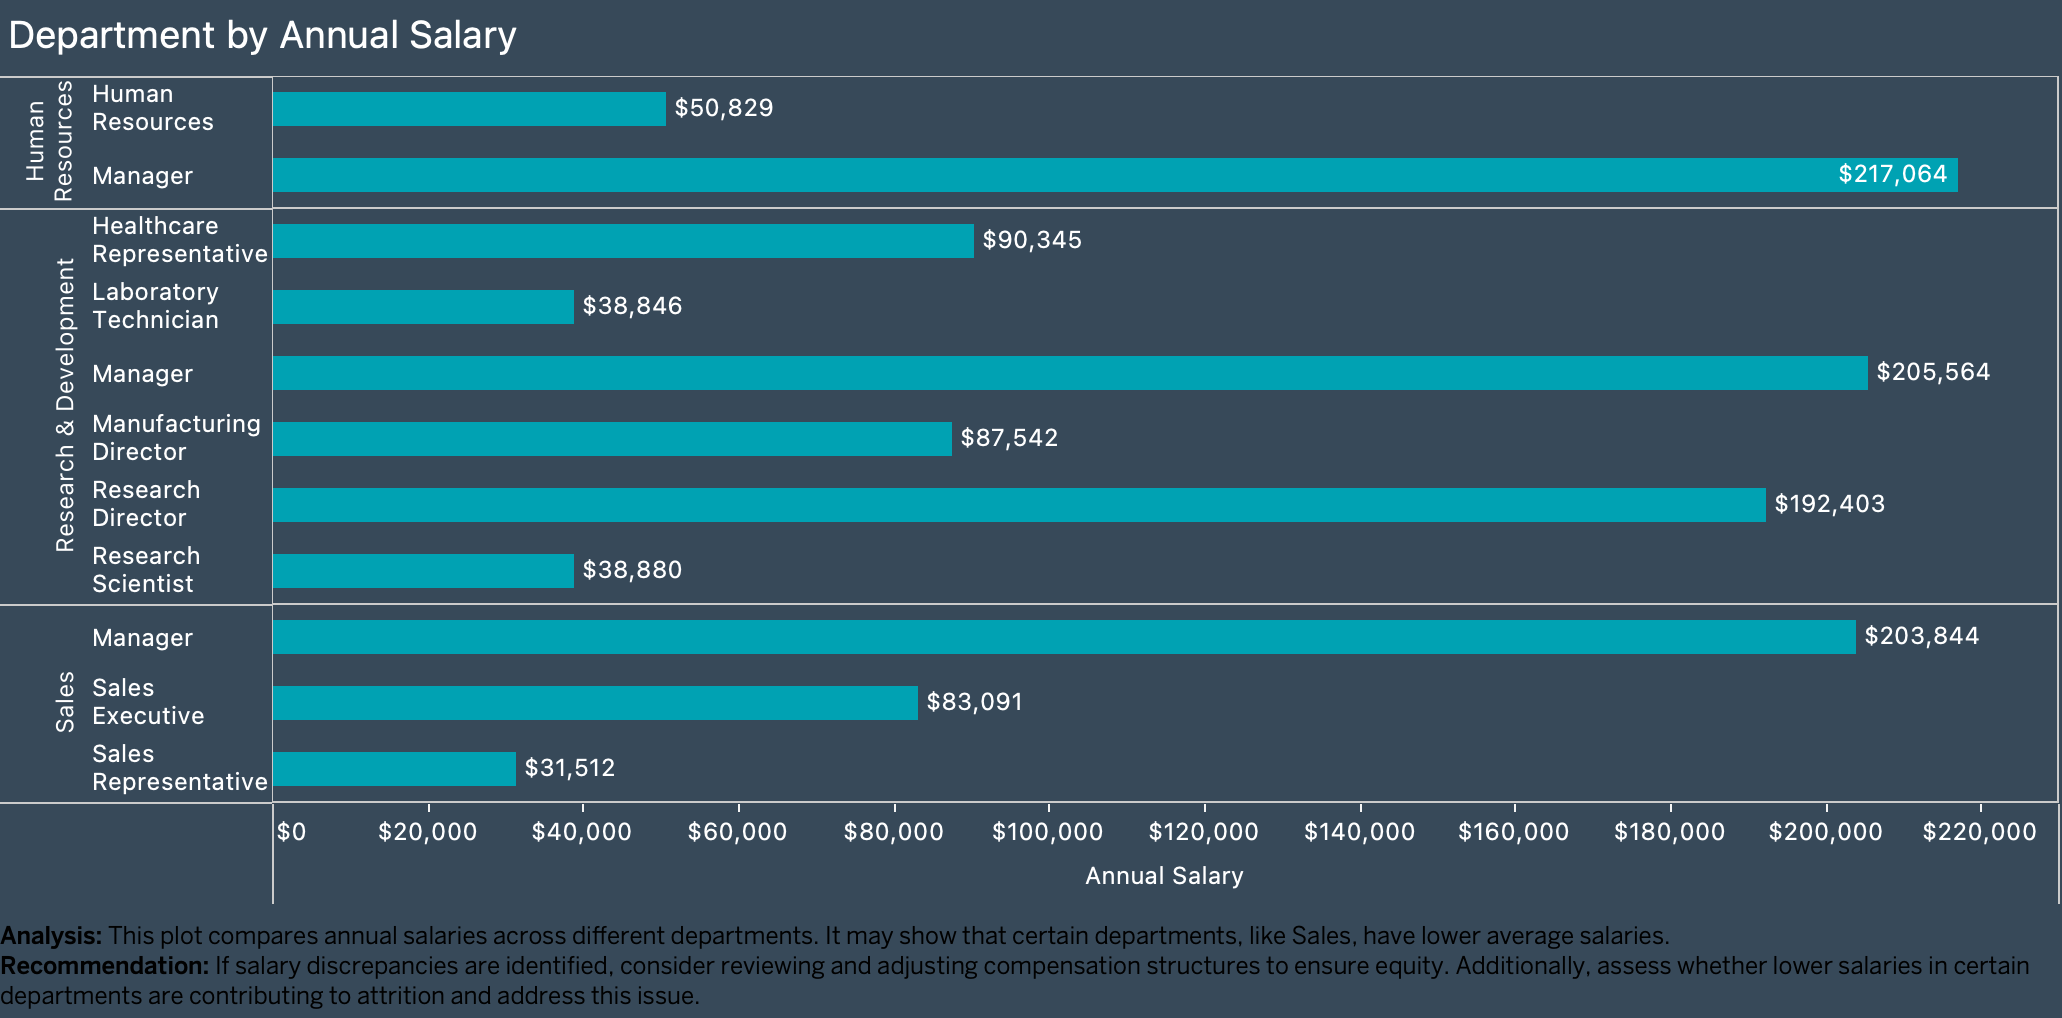 Department by Annual Salary
Human
Resources
Human
Resources
$50,829
Manager
$217,064
Research & Development
Healthcare
Representative
$90,345
Laboratory
Technician
$38,846
Manager
$205,564
Manufacturing
Director
$87,542
Research
Director
$192,403
Research
Scientist
$38,880
Sales
Manager
$203,844
Sales
Executive
$83,091
Sales
Representative
$31,512
$0 $20,000 $40,000 $60,000 $80,000 $100,000 $120,000 $140,000 $160,000 $180,000 $200,000 $220,000
Annual Salary
Analysis: This plot compares annual salaries across different departments. It may show that certain departments, like Sales, have lower average salaries.
Recommendation: If salary discrepancies are identified, consider reviewing and adjusting compensation structures to ensure equity. Additionally, assess whether lower salaries in certain
departments are contributing to attrition and address this issue.